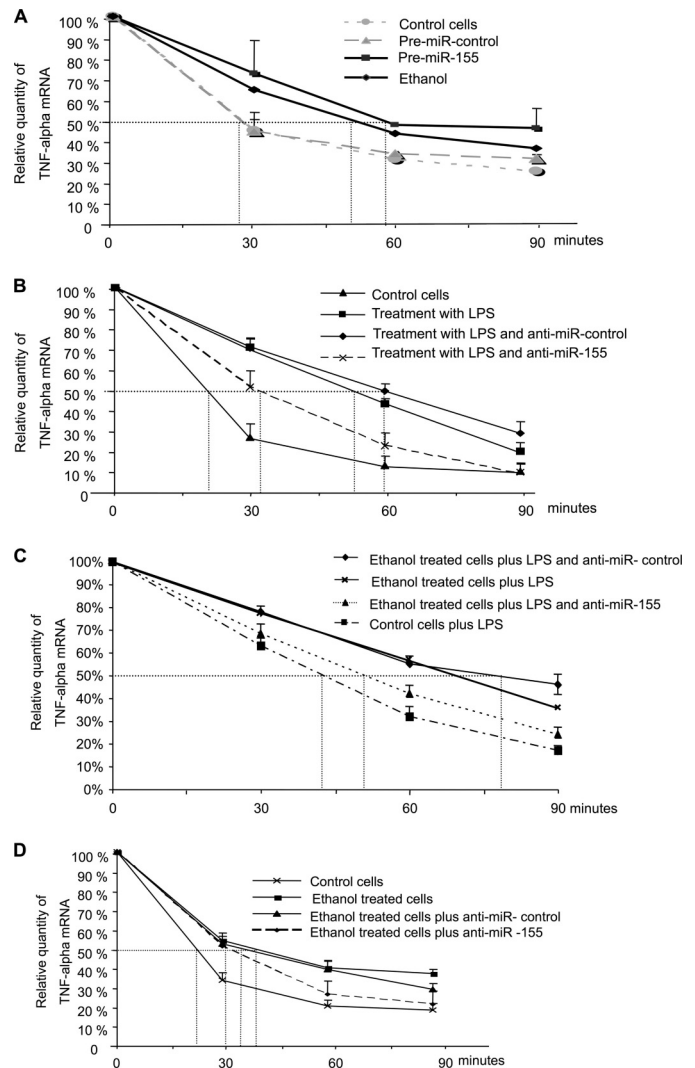 A
Relative quantity of
TNF-alpha mRNA
100 %
90 %
80 %
70 %
60 %
50 %
40 %
30 %
20 %
10 %
0
0
30
60
90
minutes
Control cells
Pre-miR-control
Pre-miR-155
Ethanol
B
Relative quantity of
TNF-alpha mRNA
100 %
90 %
80 %
70 %
60 %
50 %
40 %
30 %
20 %
10 %
0
0
30
60
90
minutes
Control cells
Treatment with LPS
Treatment with LPS and anti-miR-control
Treatment with LPS and anti-miR-155
C
Relative quantity of
TNF-alpha mRNA
100%
90%
80%
70%
60%
50%
40%
30%
20%
10%
0%
0
30
60
90 minutes
Ethanol treated cells plus LPS and anti-miR- control
Ethanol treated cells plus LPS
Ethanol treated cells plus LPS and anti-miR-155
Control cells plus LPS
D
Relative quantity of
TNF-alpha mRNA
100 %
90 %
80 %
70 %
60 %
50 %
40 %
30 %
20 %
10 %
0
0
30
60
90
minutes
Control cells
Ethanol treated cells
Ethanol treated cells plus anti-miR- control
Ethanol treated cells plus anti-miR -155